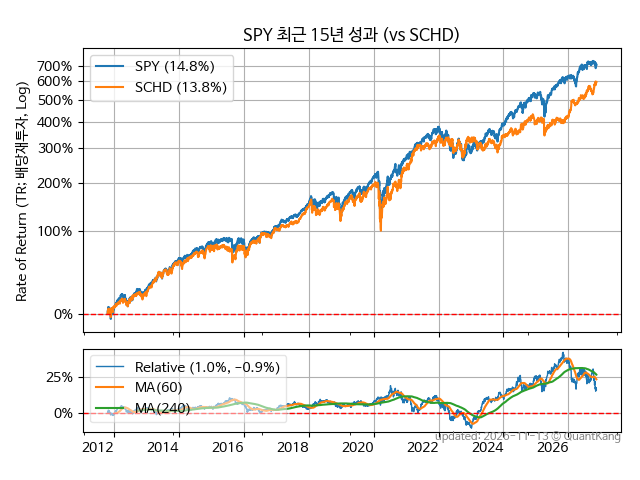 SPY 최근 15년 성과 (vs SCHD)
Rate of Return (TR: 배당재투자, Log)
700%
600%
500%
400%
300%
200%
100%
0%
SPY (14.8%)
SCHD (13.8%)
25%
0%
Relative (1.0%, −0.9%)
MA(60)
MA(240)
2012 2014 2016 2018 2020 2022 2024 2026
Updated: 2026-11-13 © QuantKang